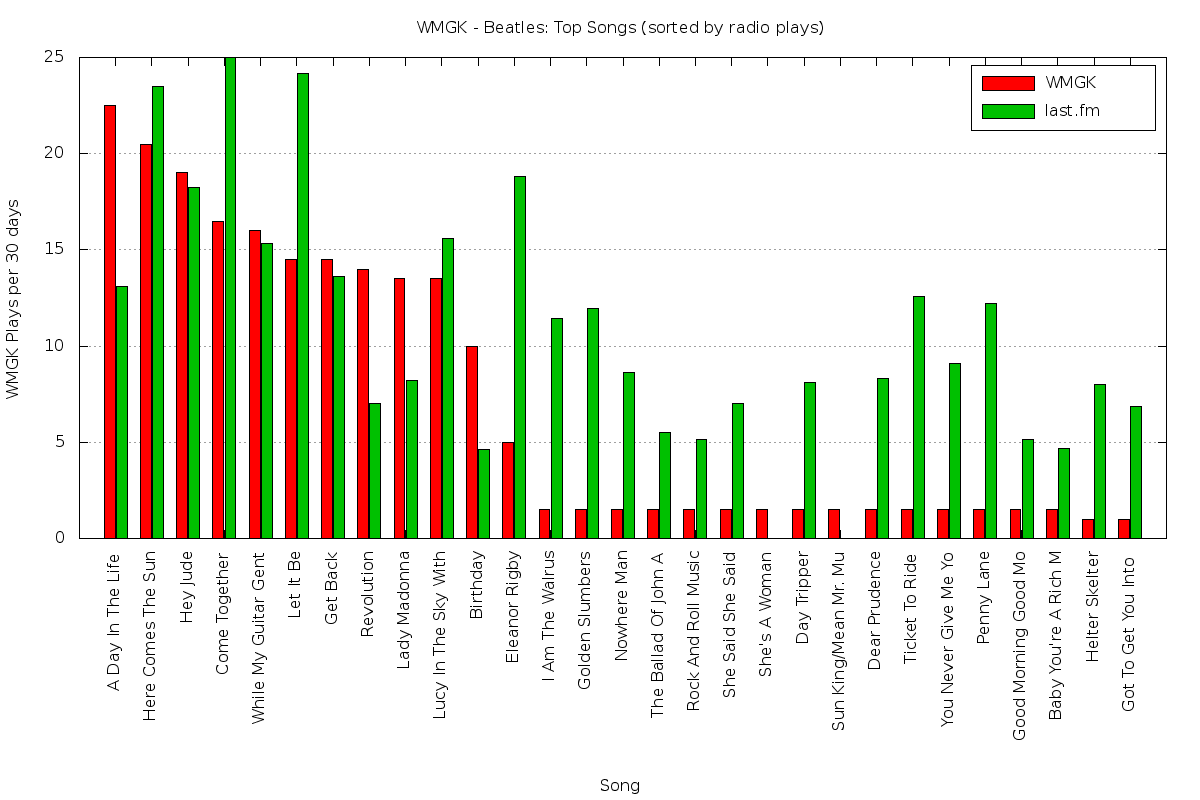 WMGK - Beatles: Top Songs (sorted by radio plays)
WMGK
last.fm
WMGK Plays per 30 days
25
20
15
10
5
0
A Day In The Life
Here Comes The Sun
Hey Jude
Come Together
While My Guitar Gent
Let It Be
Get Back
Revolution
Lady Madonna
Lucy In The Sky With
Birthday
Eleanor Rigby
I Am The Walrus
Golden Slumbers
Nowhere Man
The Ballad Of John A
Rock And Roll Music
She Said She Said
She's A Woman
Day Tripper
Sun King/Mean Mr. Mu
Dear Prudence
Ticket To Ride
You Never Give Me Yo
Penny Lane
Good Morning Good Mo
Baby You're A Rich M
Helter Skelter
Got To Get You Into
Song